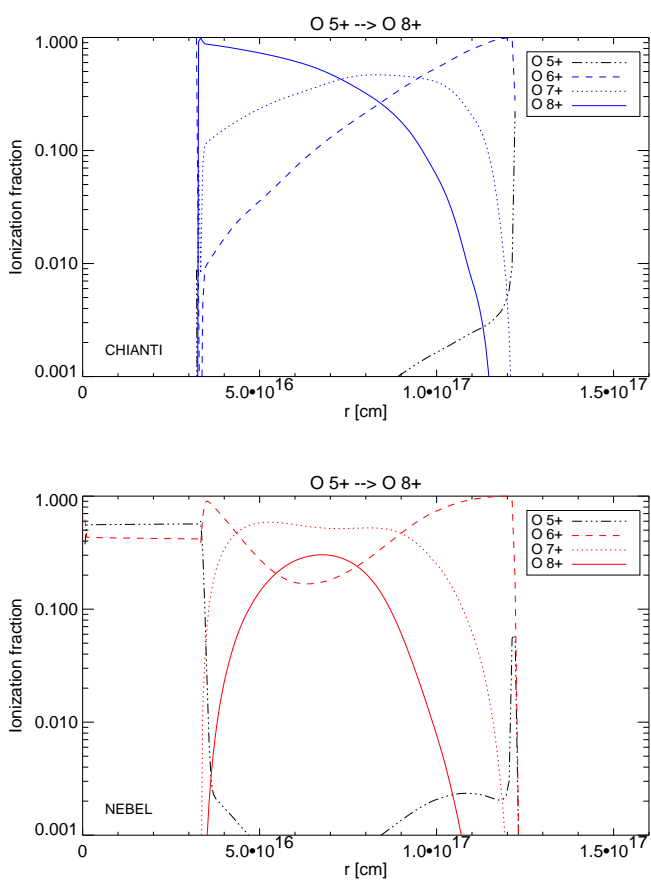 O 5+ --> O 8+
1.000
0.100
0.010
0.001
Ionization fraction
O 5+
O 6+
O 7+
O 8+
CHIANTI
0
5.0•10^16
1.0•10^17
1.5•10^17
r [cm]
O 5+ --> O 8+
1.000
0.100
0.010
0.001
Ionization fraction
O 5+
O 6+
O 7+
O 8+
NEBEL
0
5.0•10^16
1.0•10^17
1.5•10^17
r [cm]